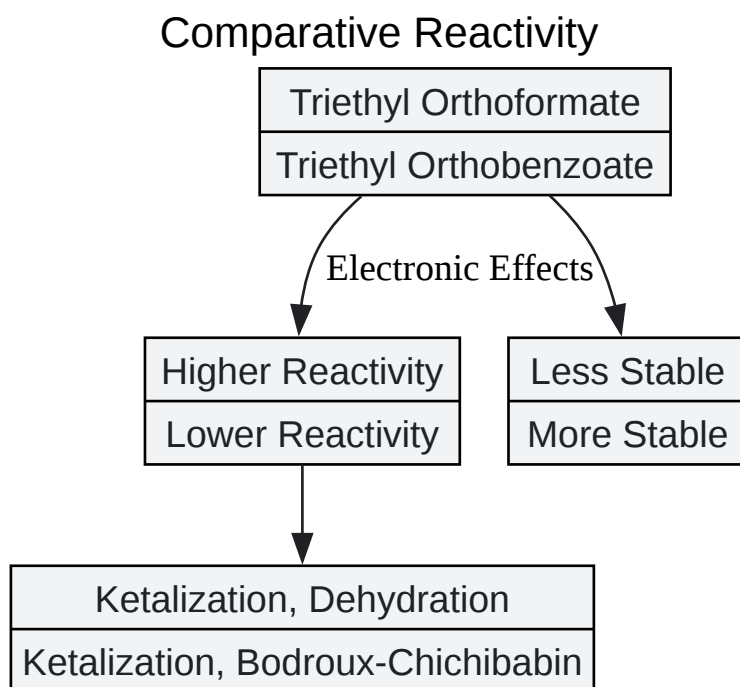 Comparative Reactivity
Triethyl Orthoformate
Triethyl Orthobenzoate
Electronic Effects
Higher Reactivity
Lower Reactivity
Less Stable
More Stable
Ketalization, Dehydration
Ketalization, Bodroux-Chichibabin